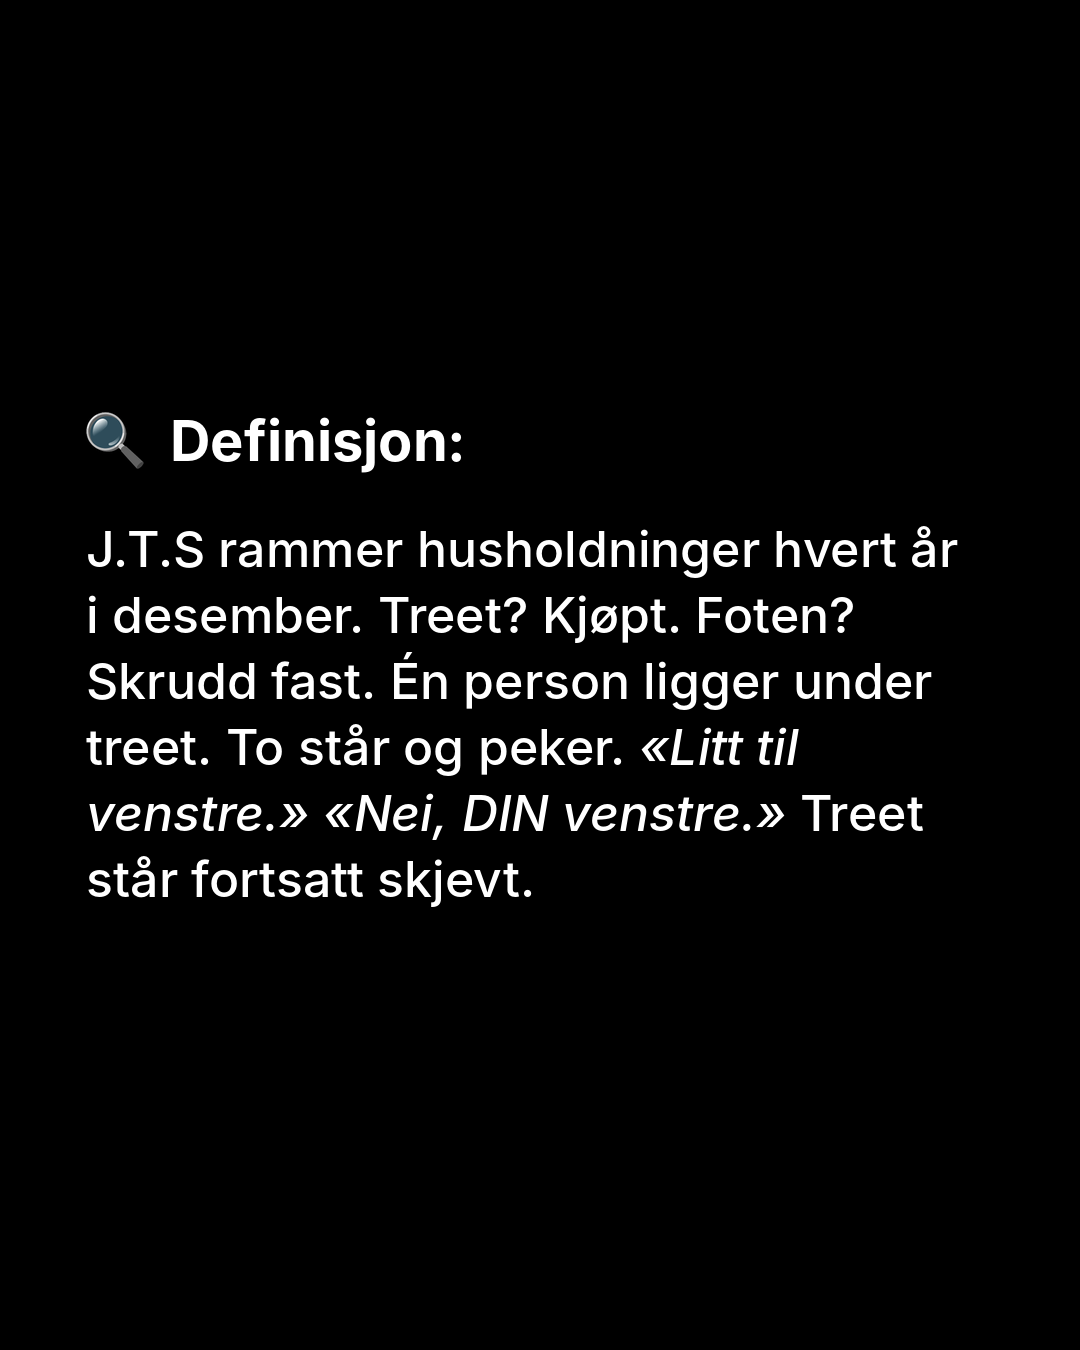 🔍 Definisjon:
J.T.S rammer husholdninger hvert år
i desember. Treet? Kjøpt. Foten?
Skrudd fast. Én person ligger under
treet. To står og peker. «Litt til
venstre.» «Nei, DIN venstre.» Treet
står fortsatt skjevt.